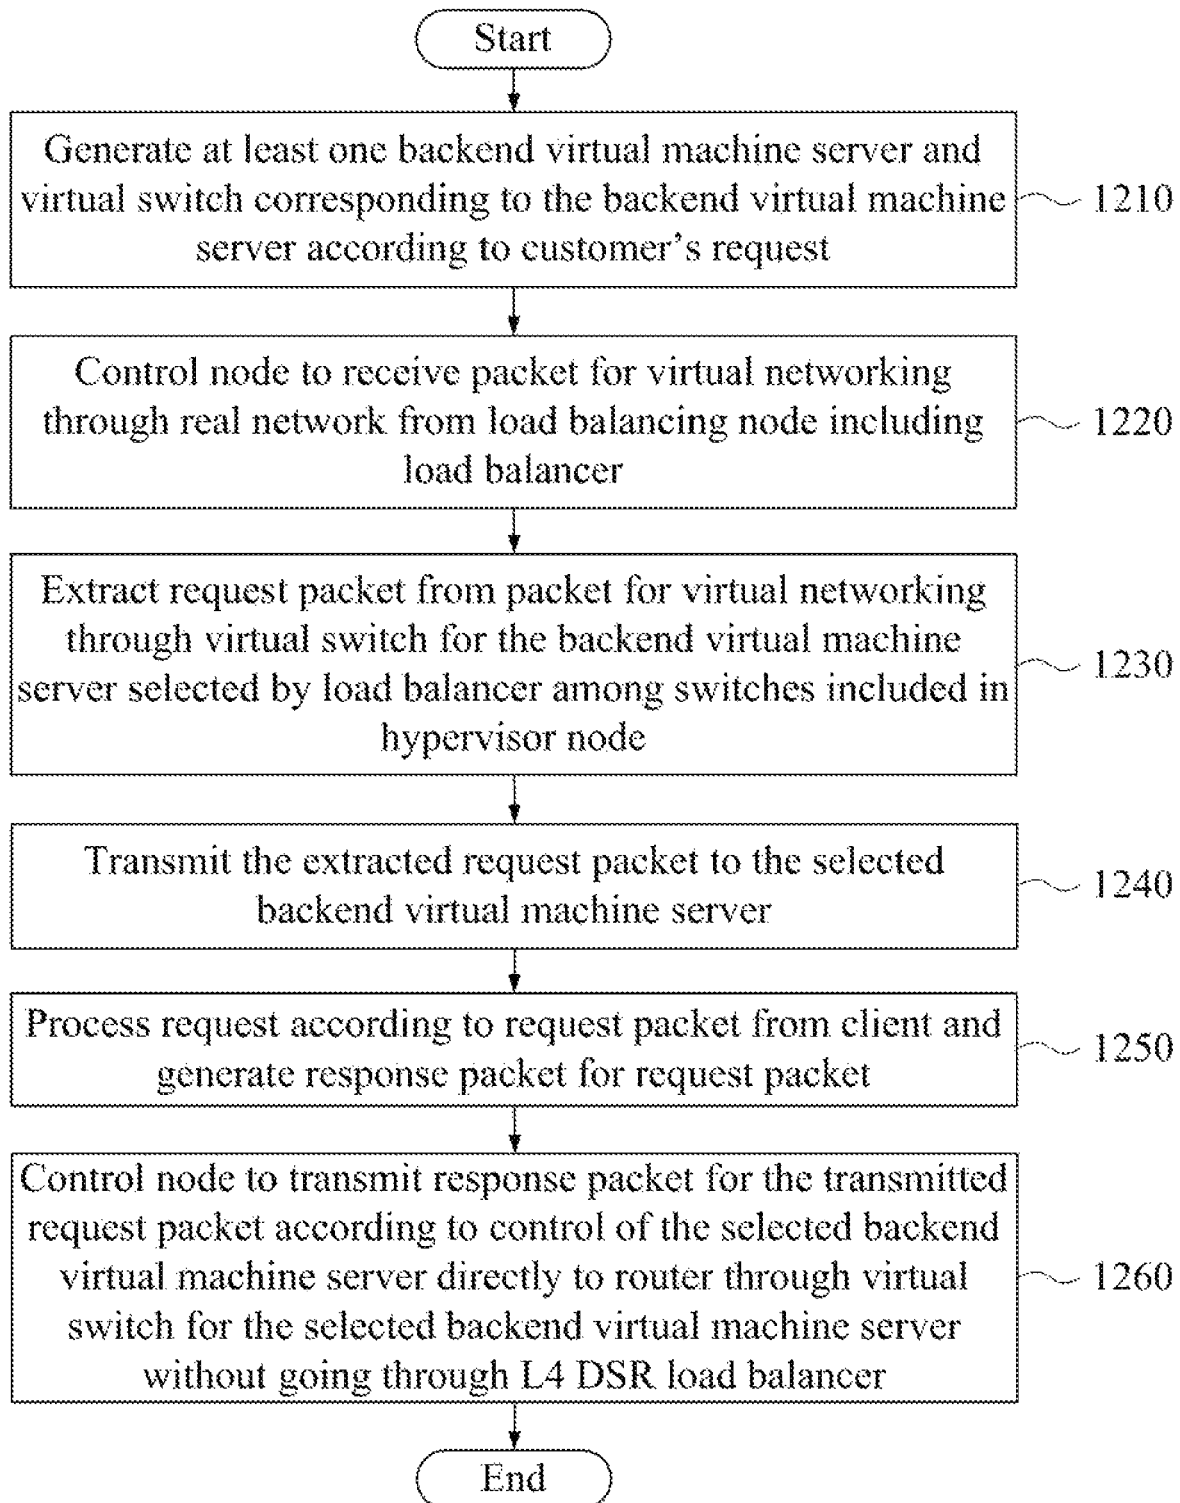 Start
Generate at least one backend virtual machine server and
virtual switch corresponding to the backend virtual machine
server according to customer's request
1210
Control node to receive packet for virtual networking
through real network from load balancing node including
load balancer
1220
Extract request packet from packet for virtual networking
through virtual switch for the backend virtual machine
server selected by load balancer among switches included in
hypervisor node
1230
Transmit the extracted request packet to the selected
backend virtual machine server
1240
Process request according to request packet from client and
generate response packet for request packet
1250
Control node to transmit response packet for the transmitted
request packet according to control of the selected backend
virtual machine server directly to router through virtual
switch for the selected backend virtual machine server
without going through L4 DSR load balancer
1260
End